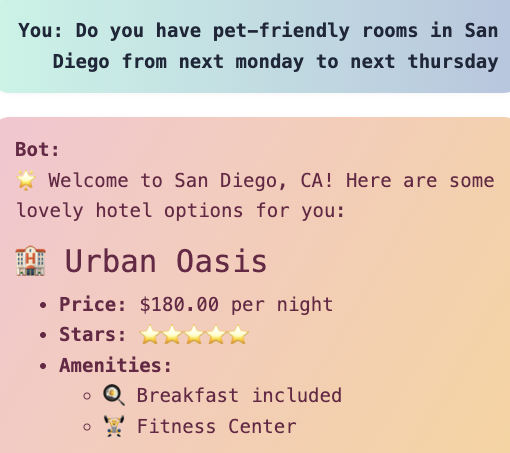 You: Do you have pet-friendly rooms in San
Diego from next monday to next thursday
Bot:
🌟 Welcome to San Diego, CA! Here are some
lovely hotel options for you:
🏨 Urban Oasis
• Price: $180.00 per night
• Stars: ⭐⭐⭐⭐⭐
• Amenities:
◦ 🍳 Breakfast included
◦ 🏋️ Fitness Center